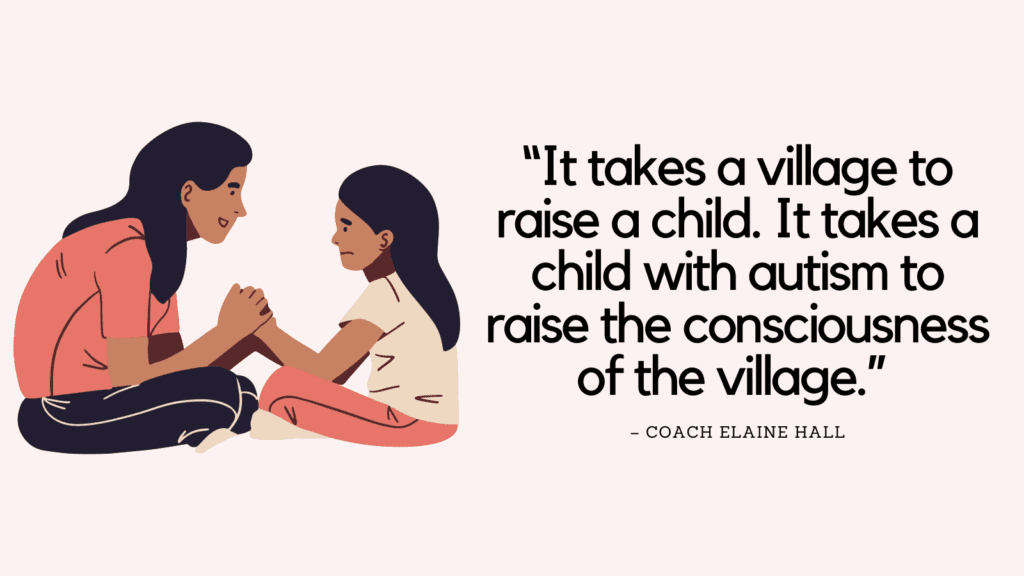 “It takes a village to
raise a child. It takes a
child with autism to
raise the consciousness
of the village.”
– COACH ELAINE HALL